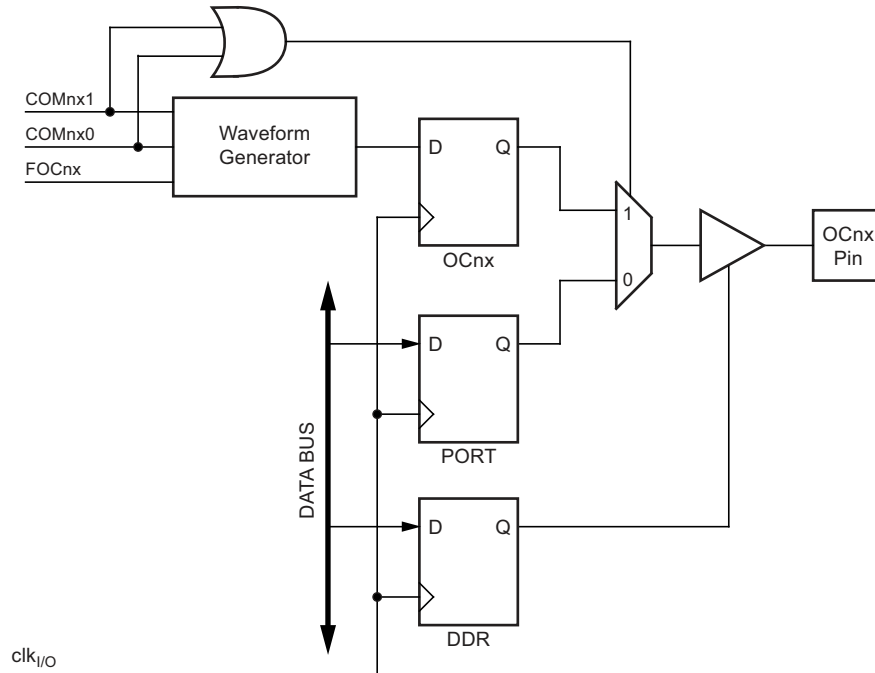 COMnx1
COMnx0
FOCnx
Waveform
Generator
D
Q
OCnx
1
0
OCnx
Pin
D
Q
PORT
DATA BUS
D
Q
DDR
clkI/O